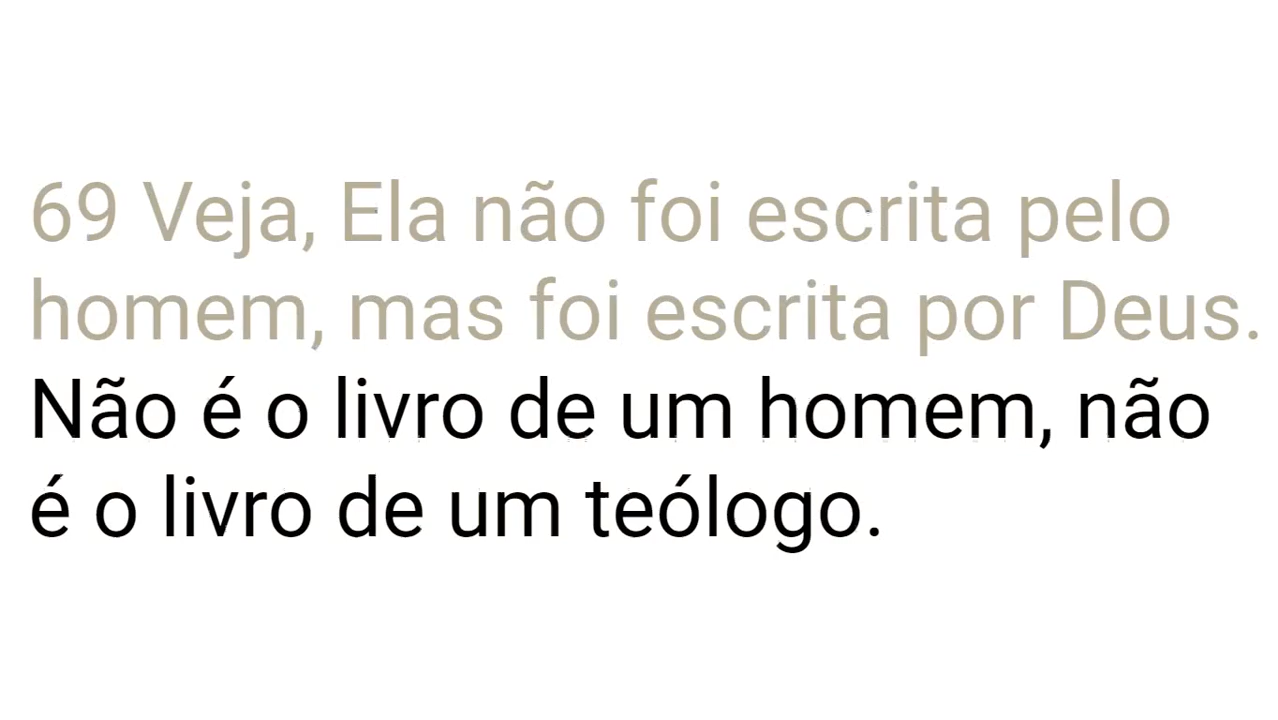 69 Veja, Ela não foi escrita pelo
homem, mas foi escrita por Deus.
Não é o livro de um homem, não
é o livro de um teólogo.